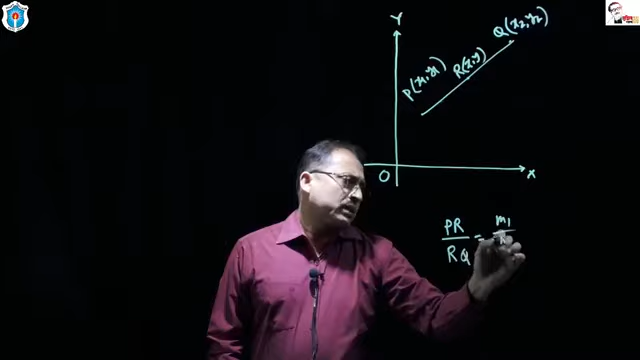 Y
Q(x2,y2)
R(x,y)
P(x1,y1)
O
X
PR
RQ
=
m1